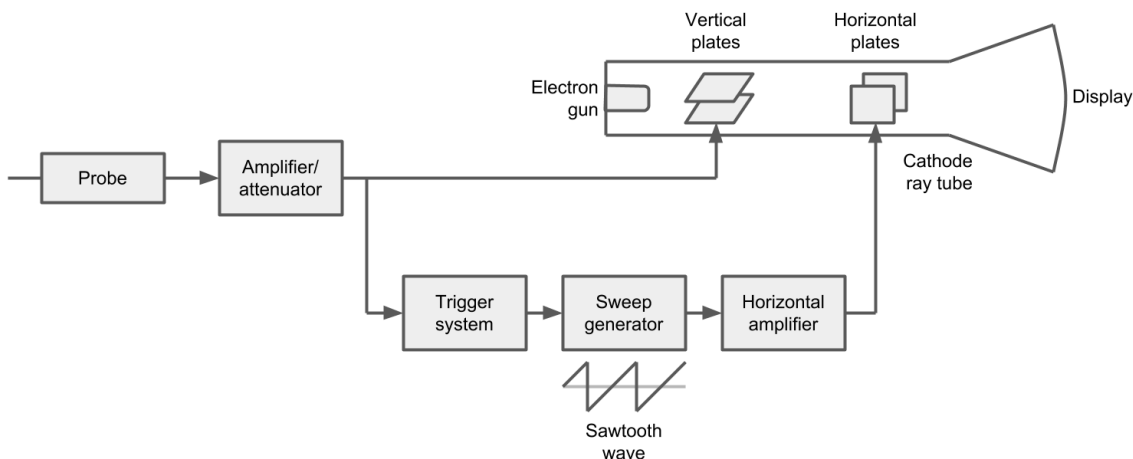 Vertical
plates
Horizontal
plates
Electron
gun
Display
Cathode
ray tube
Probe
Amplifier/
attenuator
Trigger
system
Sweep
generator
Horizontal
amplifier
Sawtooth
wave